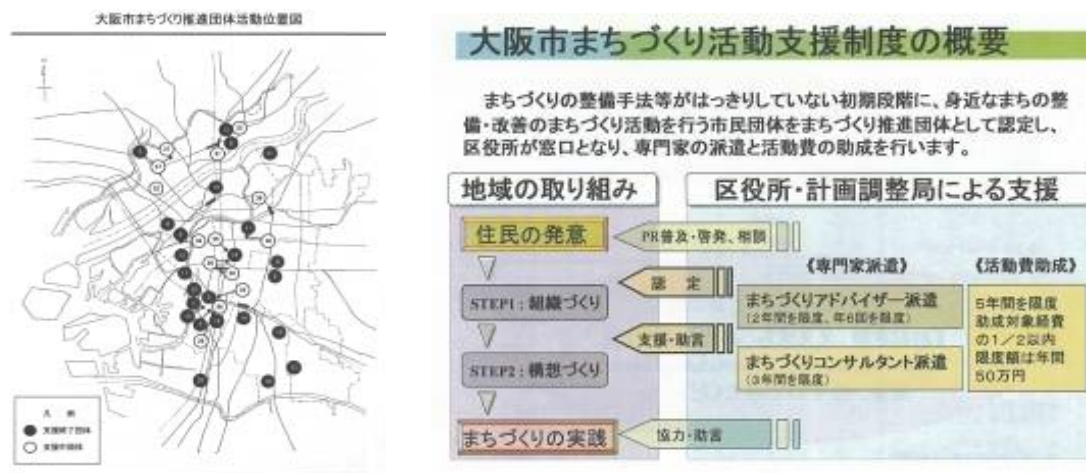 大阪市まちづくり推進団体活動位置図
凡 例
支援終了団体
支援中団体
大阪市まちづくり活動支援制度の概要
まちづくりの整備手法等がはっきりしていない初期段階に、身近なまちの整
備・改善のまちづくり活動を行う市民団体をまちづくり推進団体として認定し、
区役所が窓口となり、専門家の派遣と活動費の助成を行います。
地域の取り組み
区役所・計画調整局による支援
住民の発意
PR普及・啓発、相談
認 定
STEP1：組織づくり
支援・助言
STEP2：構想づくり
まちづくりの実践
協力・助言
《専門家派遣》
まちづくりアドバイザー派遣
(2年間を限度、年6回を限度)
まちづくりコンサルタント派遣
(3年間を限度)
《活動費助成》
5年間を限度
助成対象経費
の1/2以内
限度額は年間
50万円